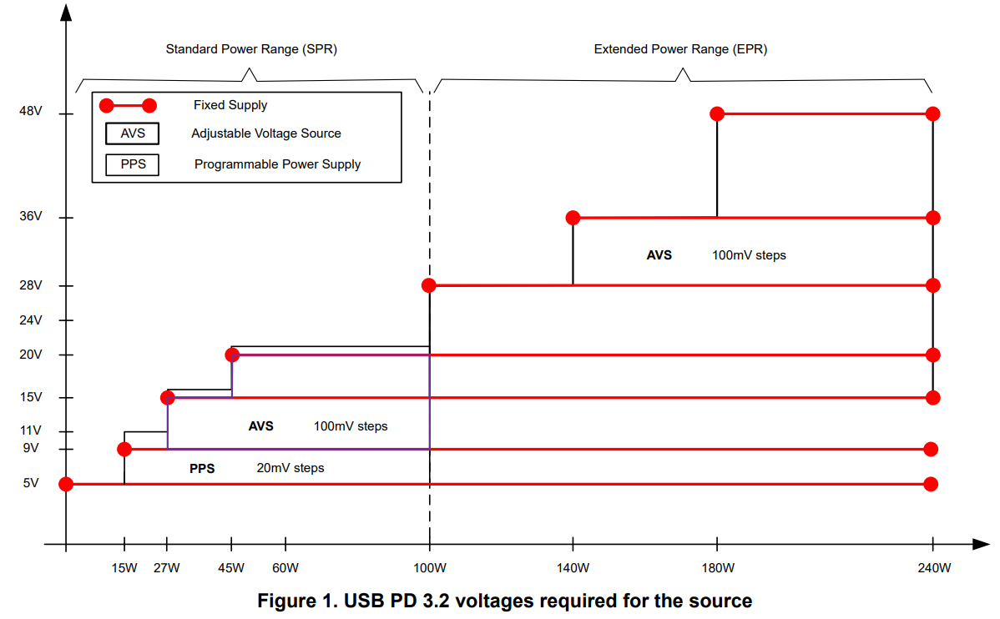 Standard Power Range (SPR)
Extended Power Range (EPR)
Fixed Supply
AVS Adjustable Voltage Source
PPS Programmable Power Supply
48V
36V
AVS 100mV steps
28V
24V
20V
15V
11V
AVS 100mV steps
9V
PPS 20mV steps
5V
15W 27W 45W 60W 100W 140W 180W 240W
Figure 1. USB PD 3.2 voltages required for the source